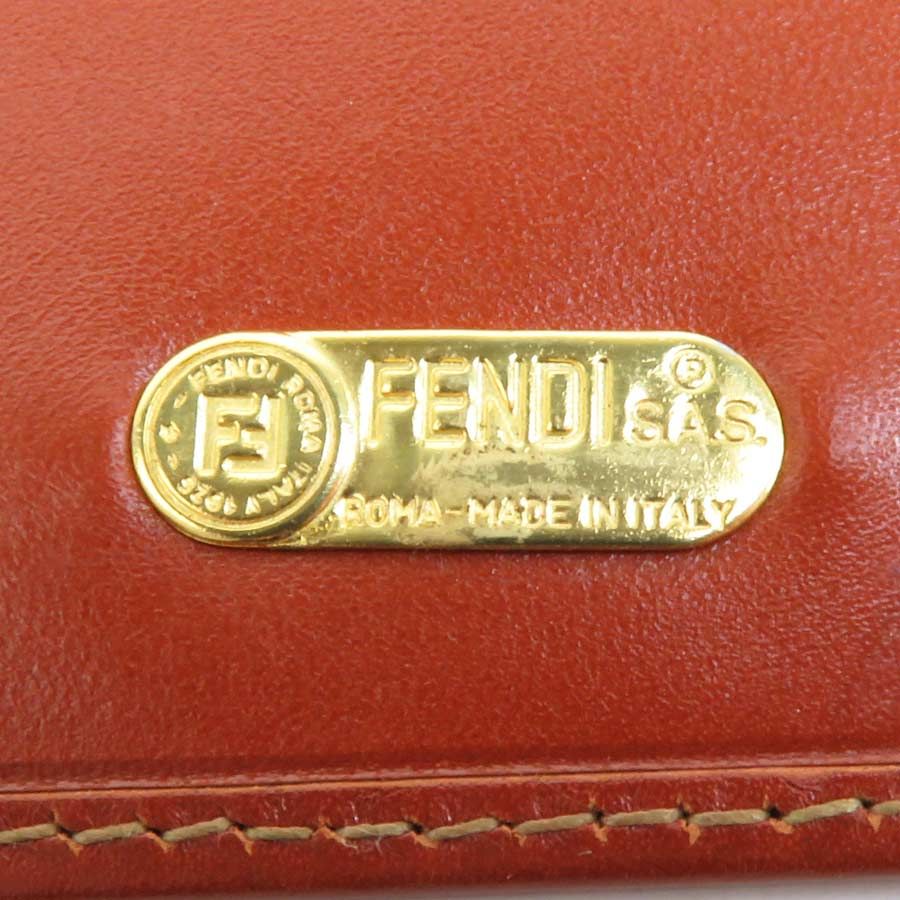 FENDI ROMA ITALY 1925
FF
FENDI S.A.S. ®
ROMA - MADE IN ITALY